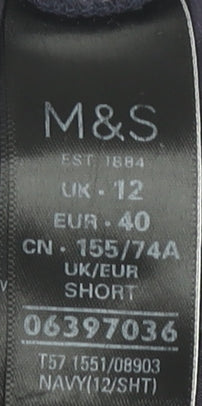 M&S
EST 1884
UK · 12
EUR · 40
CN · 155/74A
UK/EUR
SHORT
06397036
T57 1551/08903
NAVY(12/SHT)